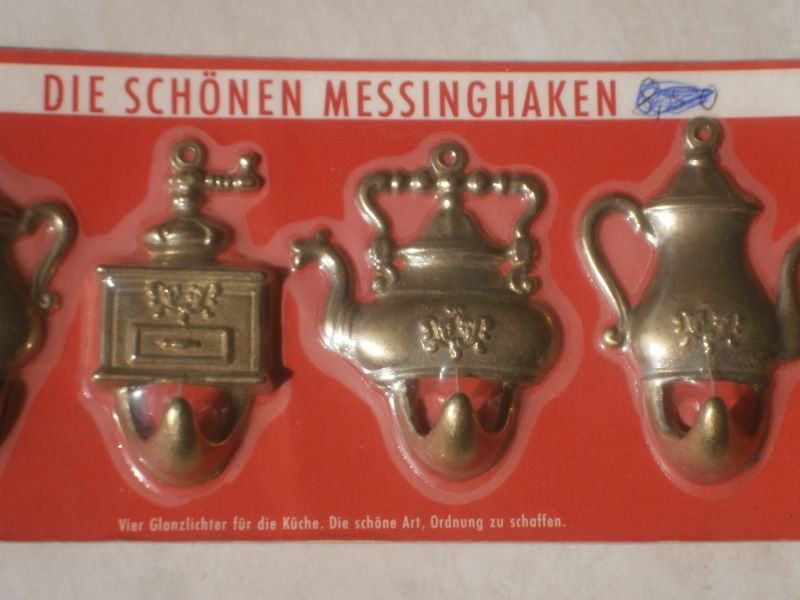 DIE SCHÖNEN MESSINGHAKEN
Vier Glanzlichter für die Küche. Die schöne Art, Ordnung zu schaffen.